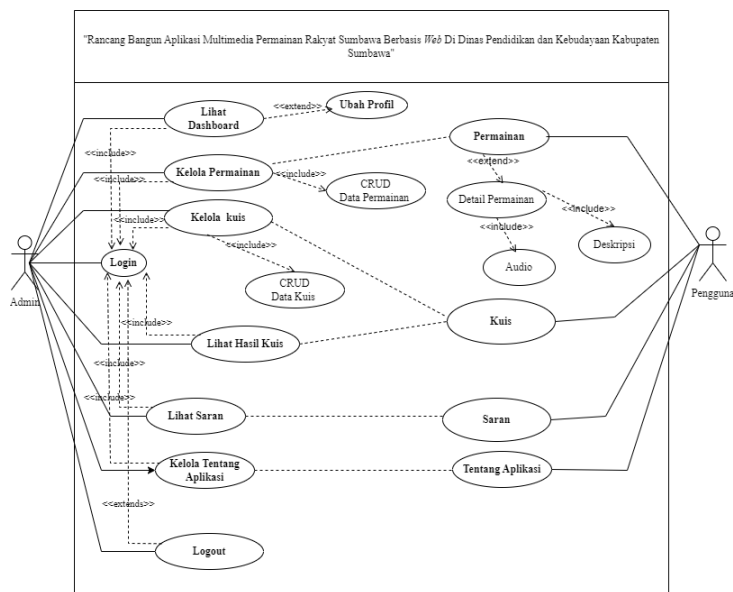 "Rancang Bangun Aplikasi Multimedia Permainan Rakyat Sumbawa Berbasis Web Di Dinas Pendidikan dan Kebudayaan Kabupaten
Sumbawa"
Lihat
Dashboard
<<extend>>
Ubah Profil
Permainan
<<include>>
<<extend>>
Kelola Permainan
<<include>>
<<include>>
CRUD
Data Permainan
Detail Permainan
Kelola kuis
<<include>>
<<include>>
<<include>>
<<include>>
Deskripsi
Login
Audio
CRUD
Data Kuis
Admin
Pengguna
Kuis
<<include>>
Lihat Hasil Kuis
<<include>>
<<include>>
Lihat Saran
Saran
Kelola Tentang
Aplikasi
Tentang Aplikasi
<<extends>>
Logout